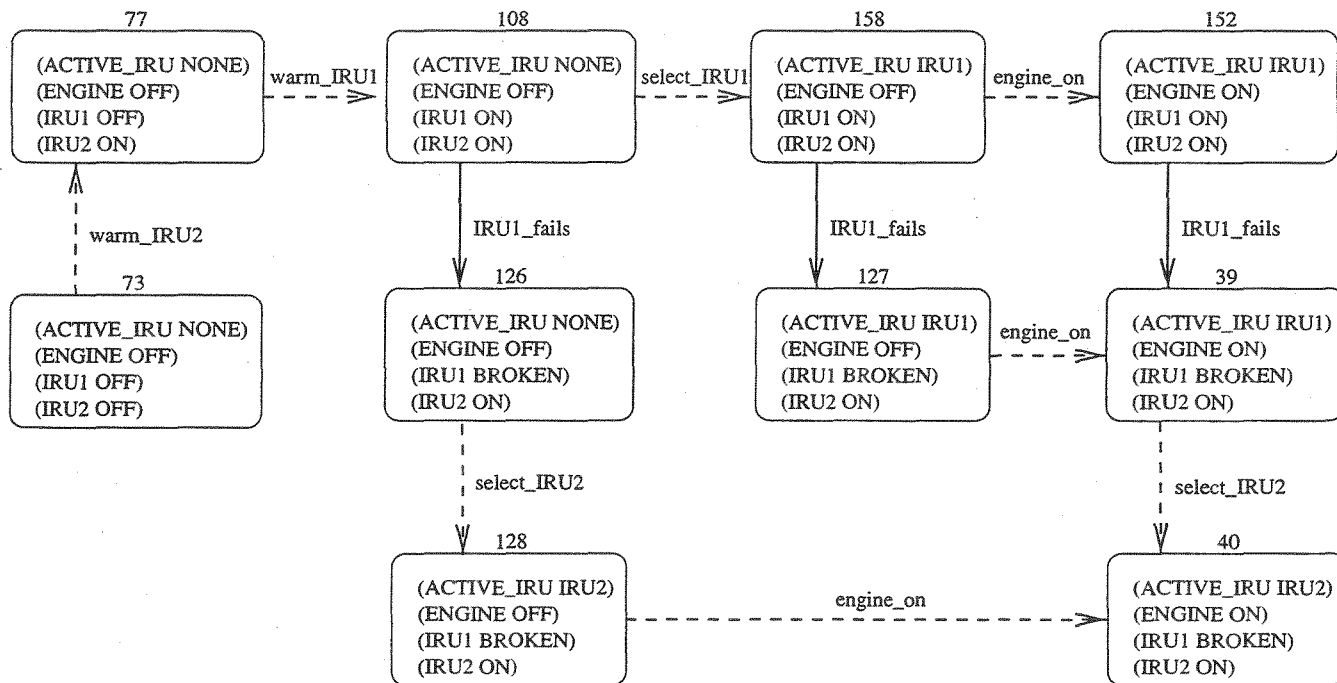 77
(ACTIVE_IRU NONE)
(ENGINE OFF)
(IRU1 OFF)
(IRU2 ON)
warm_IRU1
108
(ACTIVE_IRU NONE)
(ENGINE OFF)
(IRU1 ON)
(IRU2 ON)
select_IRU1
158
(ACTIVE_IRU IRU1)
(ENGINE OFF)
(IRU1 ON)
(IRU2 ON)
engine_on
152
(ACTIVE_IRU IRU1)
(ENGINE ON)
(IRU1 ON)
(IRU2 ON)
warm_IRU2
IRU1_fails
IRU1_fails
IRU1_fails
73
(ACTIVE_IRU NONE)
(ENGINE OFF)
(IRU1 OFF)
(IRU2 OFF)
126
(ACTIVE_IRU NONE)
(ENGINE OFF)
(IRU1 BROKEN)
(IRU2 ON)
127
(ACTIVE_IRU IRU1)
(ENGINE OFF)
(IRU1 BROKEN)
(IRU2 ON)
engine_on
39
(ACTIVE_IRU IRU1)
(ENGINE ON)
(IRU1 BROKEN)
(IRU2 ON)
select_IRU2
select_IRU2
128
(ACTIVE_IRU IRU2)
(ENGINE OFF)
(IRU1 BROKEN)
(IRU2 ON)
engine_on
40
(ACTIVE_IRU IRU2)
(ENGINE ON)
(IRU1 BROKEN)
(IRU2 ON)